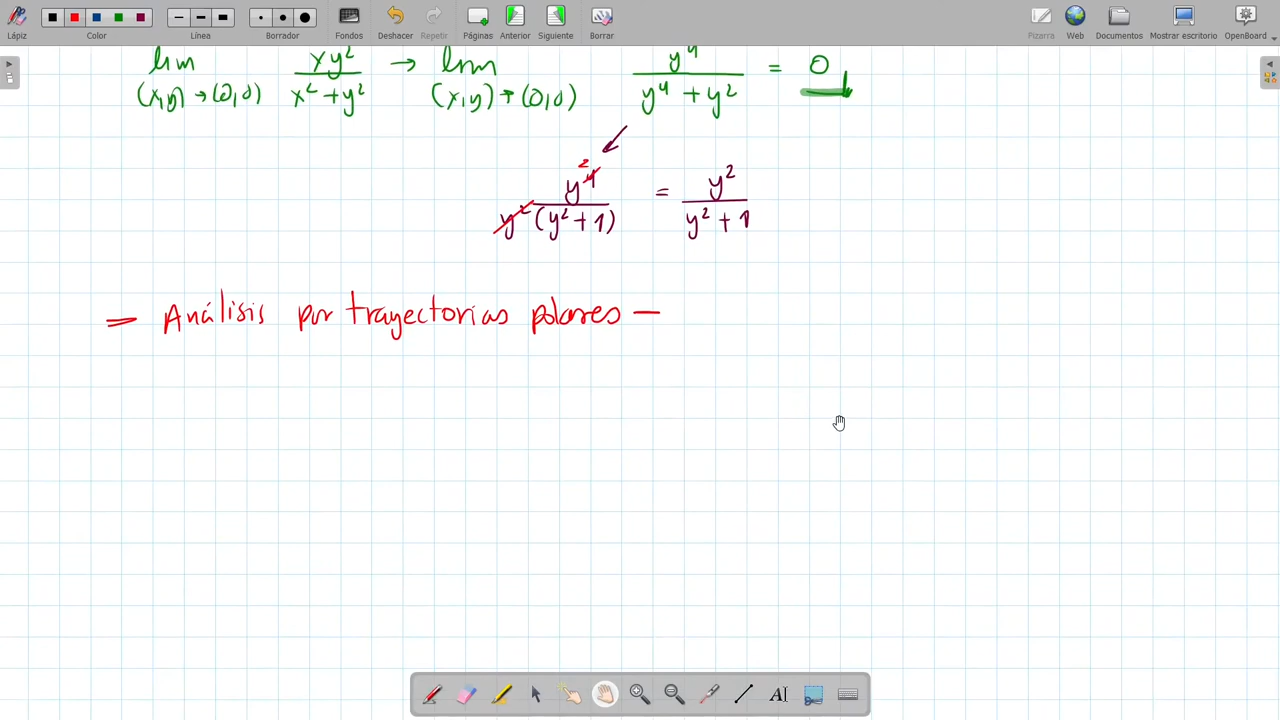 Lápiz Color Línea Borrador Fondos Deshacer Repetir Páginas Anterior Siguiente Borrar Pizarra Web Documentos Mostrar escritorio OpenBoard
lim xy² → lim y⁴ = 0
(x,y)→(0,0) x²+y² (x,y)→(0,0) y⁴+y²
2
y⁴ = y²
y²(y²+1) y²+1
= Análisis por trayectorias polares —